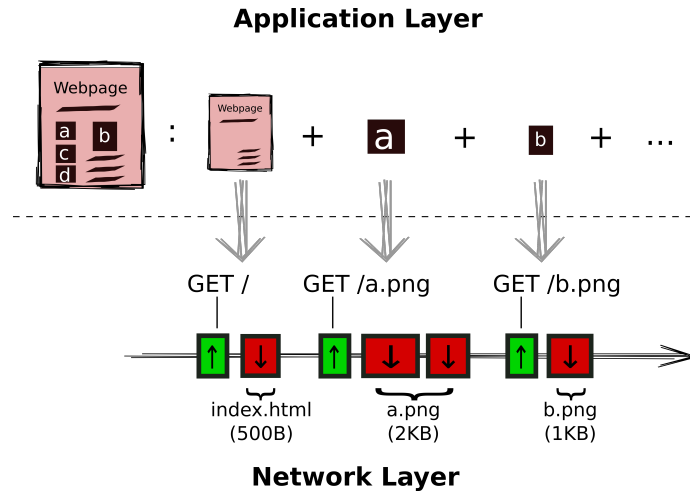 Application Layer
Webpage
a
b
c
d
:
Webpage
+
a
+
b
+
...
GET /
GET /a.png
GET /b.png
↑
↓
↑
↓
↓
↑
↓
index.html
(500B)
a.png
(2KB)
b.png
(1KB)
Network Layer